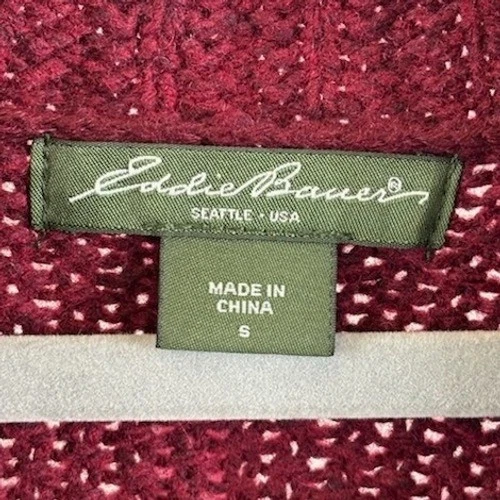 Eddie Bauer®
SEATTLE · USA
MADE IN
CHINA
S